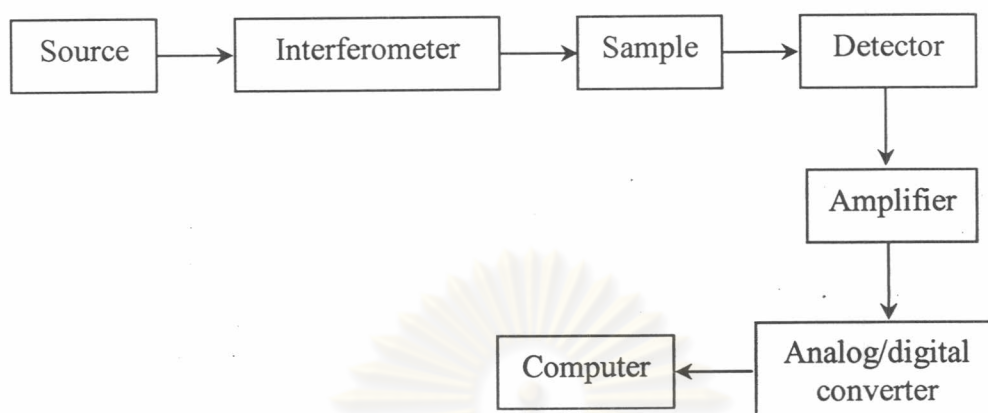 Source
Interferometer
Sample
Detector
Amplifier
Analog/digital
converter
Computer